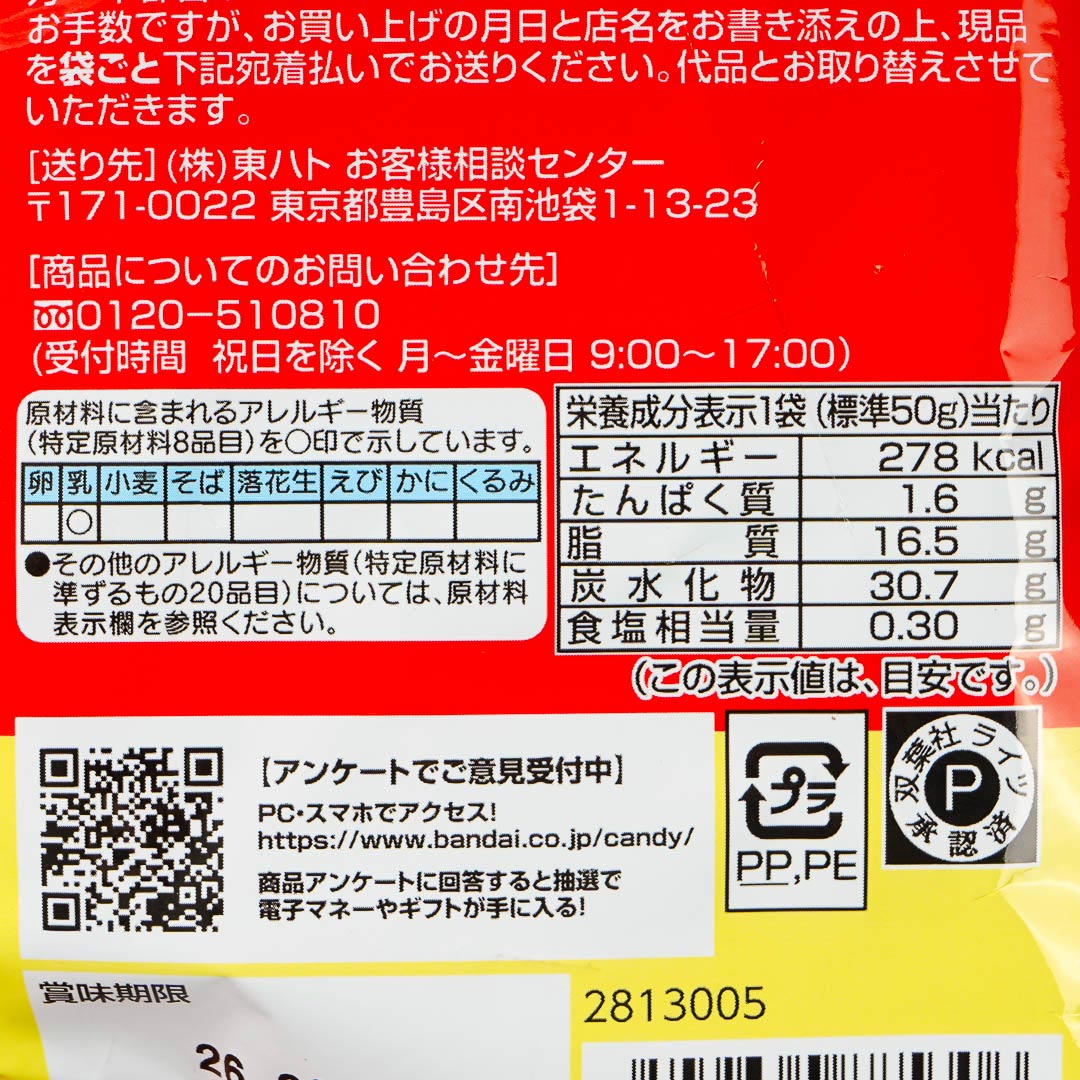 お手数ですが、お買い上げの月日と店名をお書き添えの上、現品
を袋ごと下記宛着払いでお送りください。代品とお取り替えさせて
いただきます。
[送り先](株)東ハト お客様相談センター
〒171-0022 東京都豊島区南池袋1-13-23
[商品についてのお問い合わせ先]
0120-510810
(受付時間 祝日を除く 月〜金曜日 9:00〜17:00)
原材料に含まれるアレルギー物質
(特定原材料8品目)を○印で示しています。
卵 乳 小麦 そば 落花生 えび かに くるみ
○
●その他のアレルギー物質(特定原材料に
準ずるもの20品目)については、原材料
表示欄を参照ください。
栄養成分表示1袋(標準50g)当たり
エネルギー 278 kcal
たんぱく質 1.6 g
脂質 16.5 g
炭水化物 30.7 g
食塩相当量 0.30 g
(この表示値は、目安です。)
【アンケートでご意見受付中】
PC・スマホでアクセス!
https://www.bandai.co.jp/candy/
商品アンケートに回答すると抽選で
電子マネーやギフトが手に入る!
プラ
PP,PE
双葉社ライツ
P
承認済
賞味期限
26
2813005